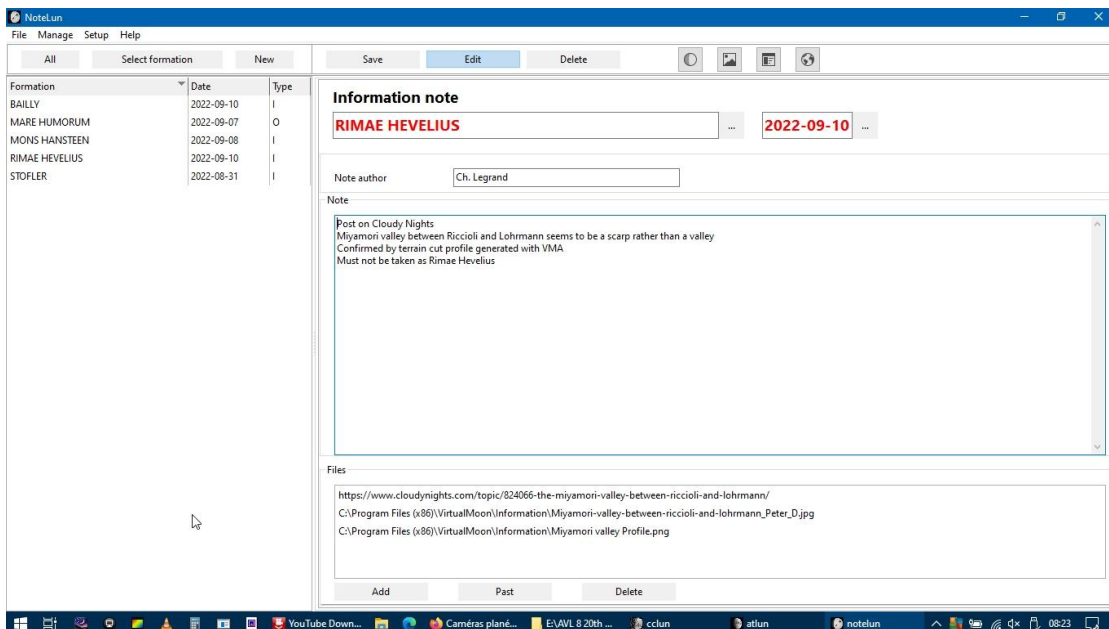 NoteLun
File Manage Setup Help
All Select formation New
Save Edit Delete
Formation Date Type
BAILLY 2022-09-10 I
MARE HUMORUM 2022-09-07 O
MONS HANSTEEN 2022-09-08 I
RIMAE HEVELIUS 2022-09-10 I
STOFLER 2022-08-31 I
Information note
RIMAE HEVELIUS ... 2022-09-10 ...
Note author Ch. Legrand
Note
Post on Cloudy Nights
Miyamori valley between Riccioli and Lohrmann seems to be a scarp rather than a valley
Confirmed by terrain cut profile generated with VMA
Must not be taken as Rimae Hevelius
Files
https://www.cloudynights.com/topic/824066-the-miyamori-valley-between-riccioli-and-lohrmann/
C:\Program Files (x86)\VirtualMoon\Information\Miyamori-valley-between-riccioli-and-lohrmann_Peter_D.jpg
C:\Program Files (x86)\VirtualMoon\Information\Miyamori valley Profile.png
Add Past Delete
YouTube Down... Caméras plané... E:\AVL 8 20th ... cclun atlun notelun 08:23